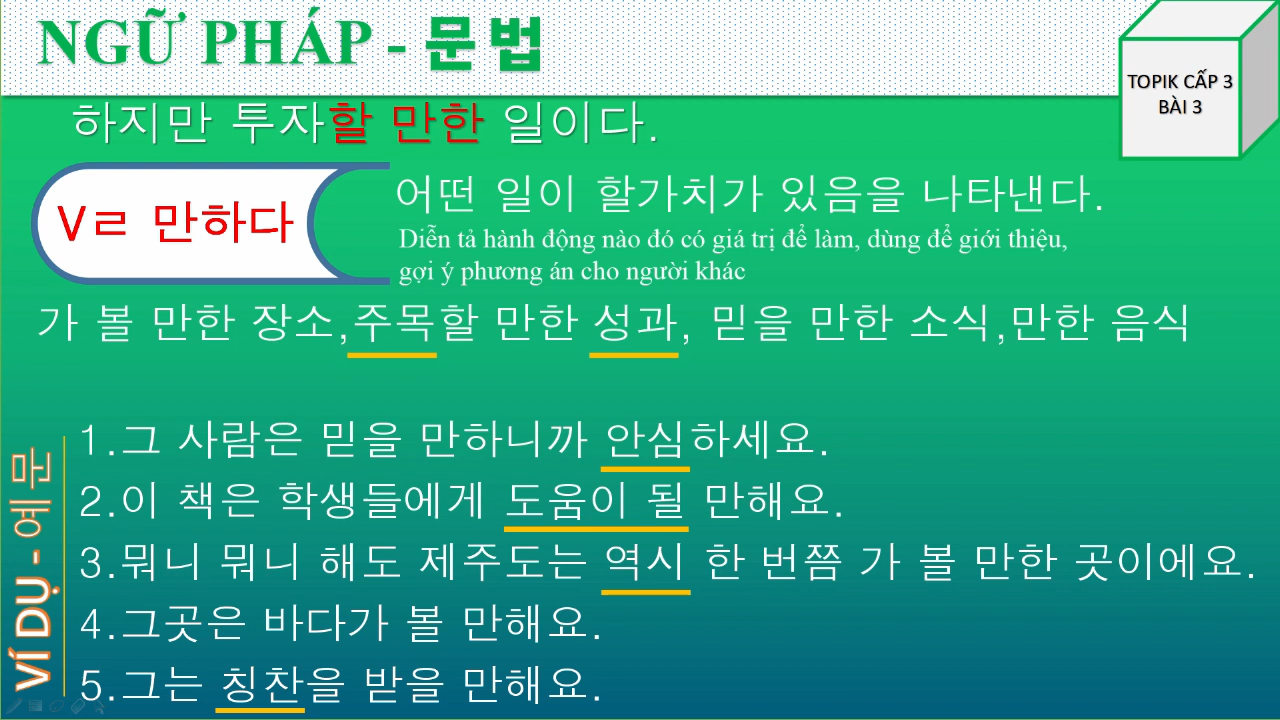 NGỮ PHÁP - 문법
TOPIK CẤP 3
BÀI 3
하지만 투자할 만한 일이다.
Vㄹ 만하다
어떤 일이 할가치가 있음을 나타낸다.
Diễn tả hành động nào đó có giá trị để làm, dùng để giới thiệu,
gợi ý phương án cho người khác
가 볼 만한 장소,주목할 만한 성과, 믿을 만한 소식,만한 음식
VÍ DỤ - 예문
1.그 사람은 믿을 만하니까 안심하세요.
2.이 책은 학생들에게 도움이 될 만해요.
3.뭐니 뭐니 해도 제주도는 역시 한 번쯤 가 볼 만한 곳이에요.
4.그곳은 바다가 볼 만해요.
5.그는 칭찬을 받을 만해요.